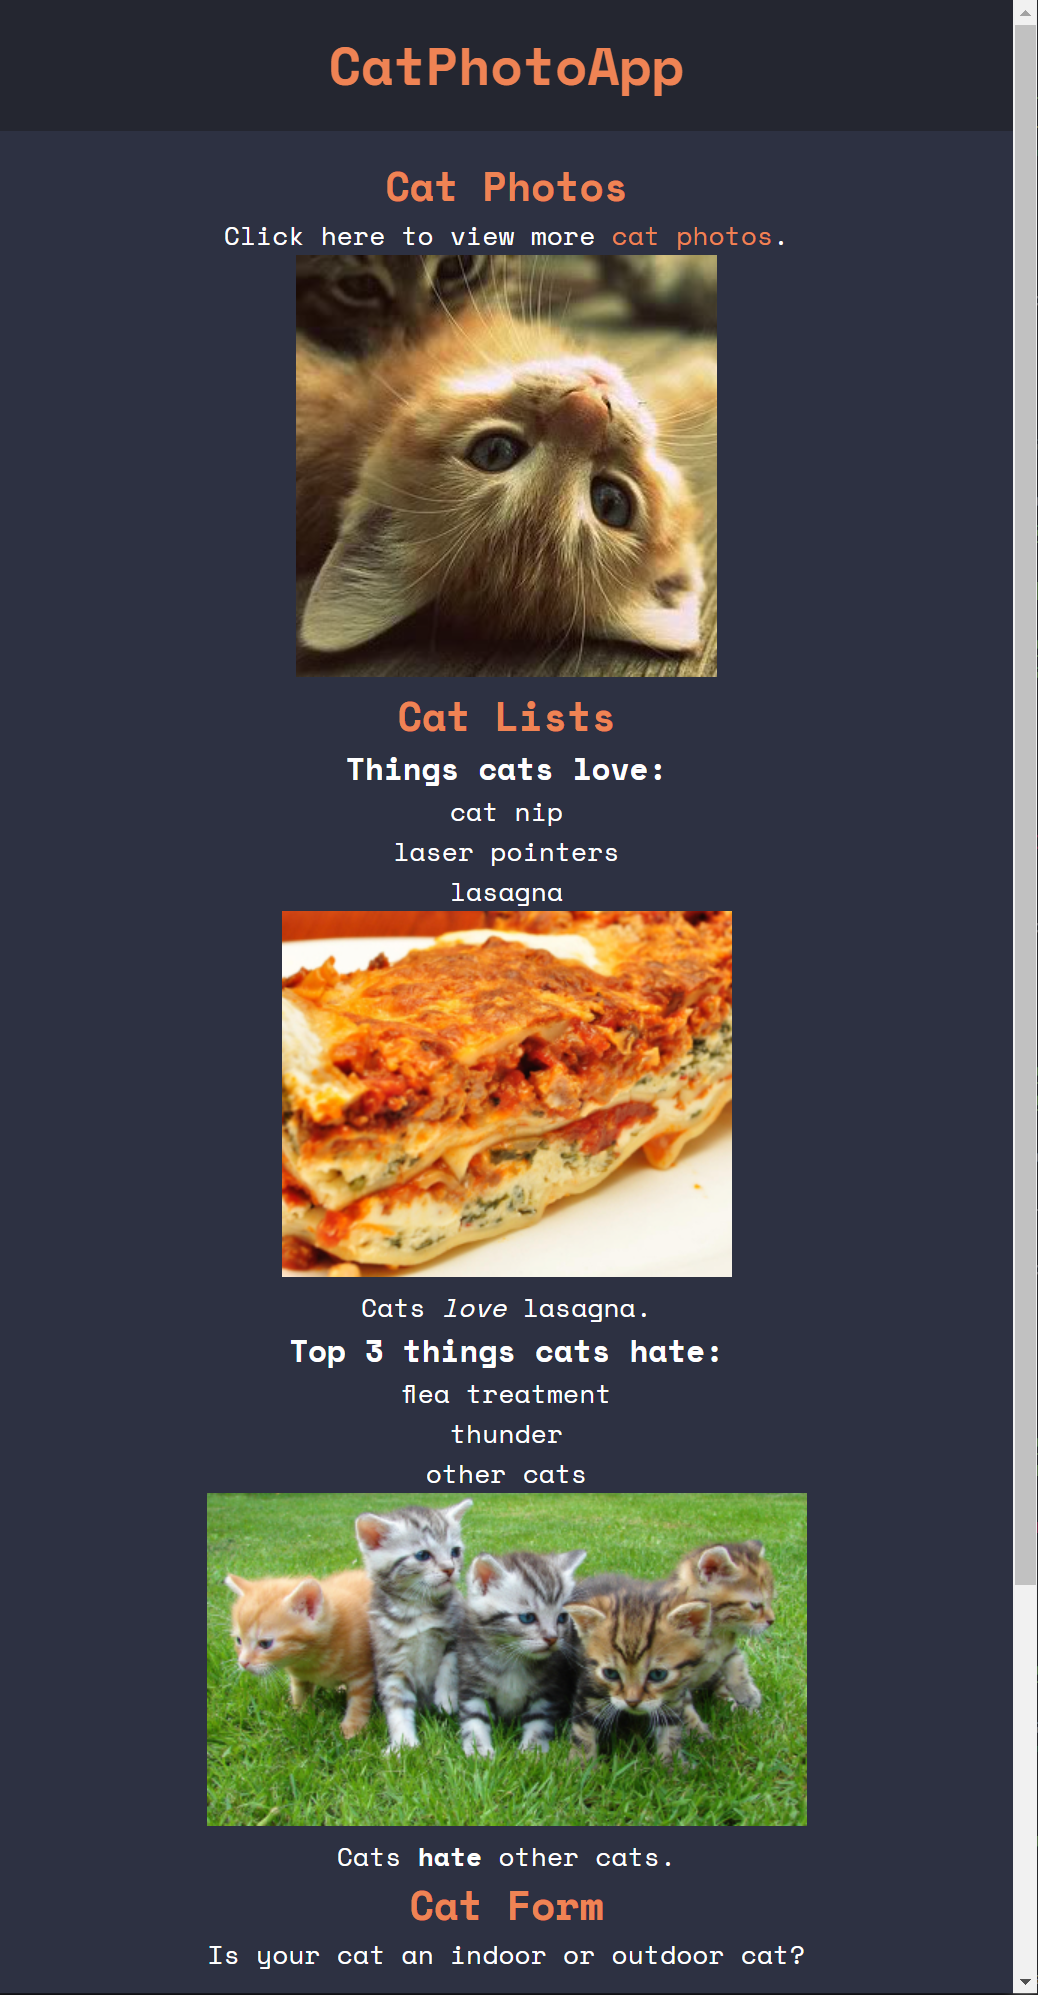 CatPhotoApp
Cat Photos
Click here to view more cat photos.
Cat Lists
Things cats love:
cat nip
laser pointers
lasagna
Cats love lasagna.
Top 3 things cats hate:
flea treatment
thunder
other cats
Cats hate other cats.
Cat Form
Is your cat an indoor or outdoor cat?